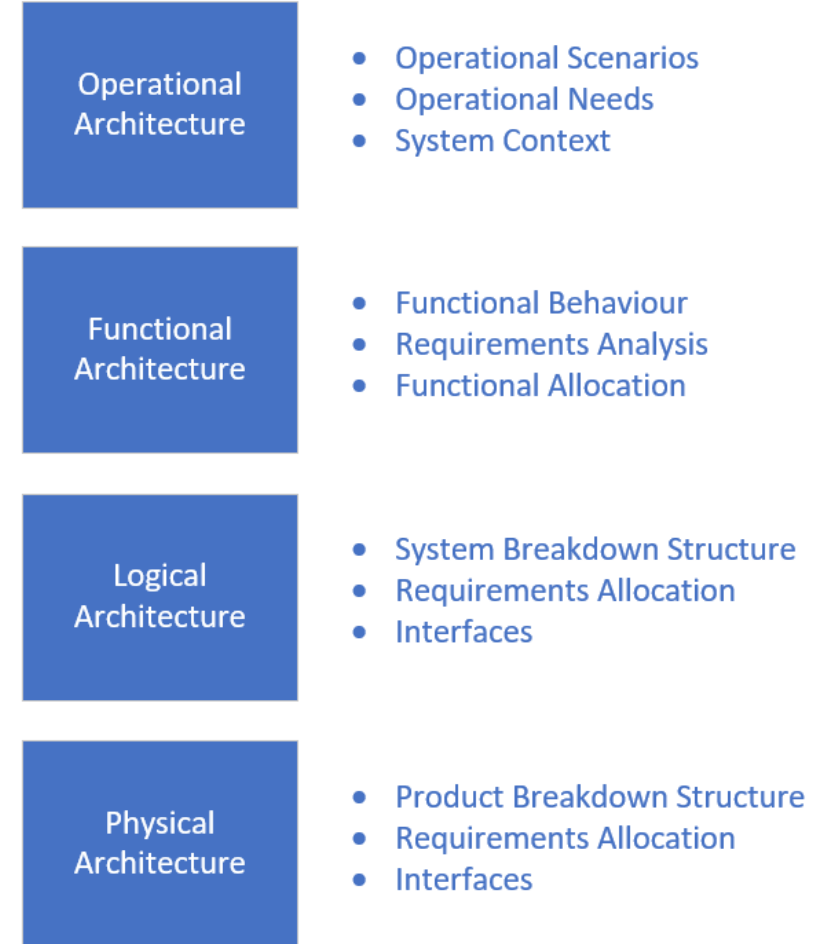 Operational
Architecture
• Operational Scenarios
• Operational Needs
• System Context
Functional
Architecture
• Functional Behaviour
• Requirements Analysis
• Functional Allocation
Logical
Architecture
• System Breakdown Structure
• Requirements Allocation
• Interfaces
Physical
Architecture
• Product Breakdown Structure
• Requirements Allocation
• Interfaces